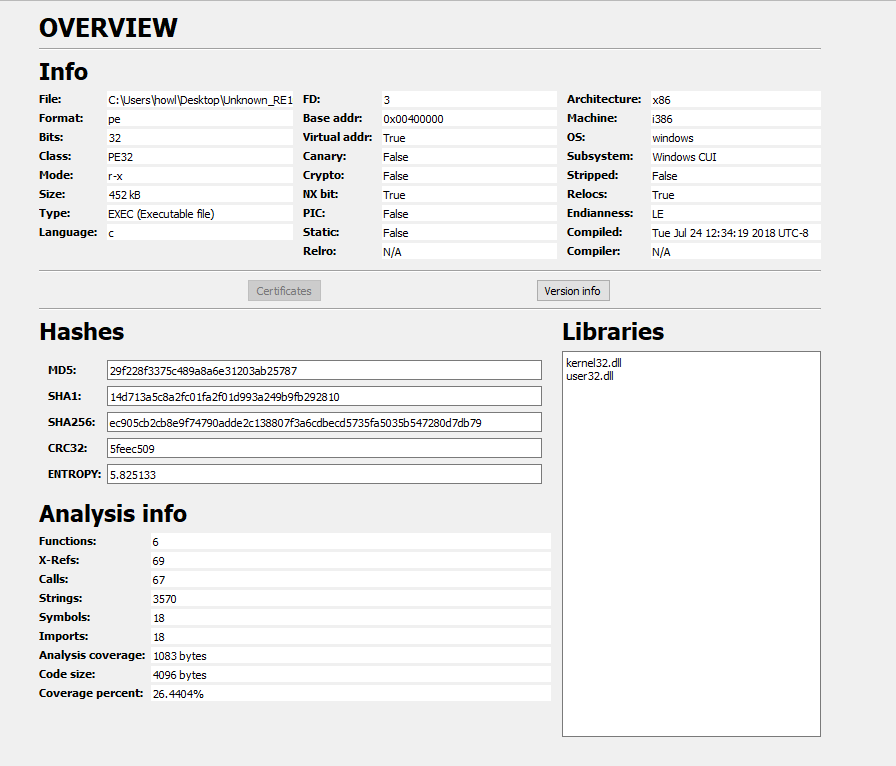 OVERVIEW
Info
File: C:\Users\howl\Desktop\Unknown_RE1
Format: pe
Bits: 32
Class: PE32
Mode: r-x
Size: 452 kB
Type: EXEC (Executable file)
Language: c
FD: 3
Base addr: 0x00400000
Virtual addr: True
Canary: False
Crypto: False
NX bit: True
PIC: False
Static: False
Relro: N/A
Architecture: x86
Machine: i386
OS: windows
Subsystem: Windows CUI
Stripped: False
Relocs: True
Endianness: LE
Compiled: Tue Jul 24 12:34:19 2018 UTC-8
Compiler: N/A
Certificates
Version info
Hashes
MD5: 29f228f3375c489a8a6e31203ab25787
SHA1: 14d713a5c8a2fc01fa2f01d993a249b9fb292810
SHA256: ec905cb2cb8e9f74790adde2c138807f3a6cdbecd5735fa5035b547280d7db79
CRC32: 5feec509
ENTROPY: 5.825133
Libraries
kernel32.dll
user32.dll
Analysis info
Functions: 6
X-Refs: 69
Calls: 67
Strings: 3570
Symbols: 18
Imports: 18
Analysis coverage: 1083 bytes
Code size: 4096 bytes
Coverage percent: 26.4404%